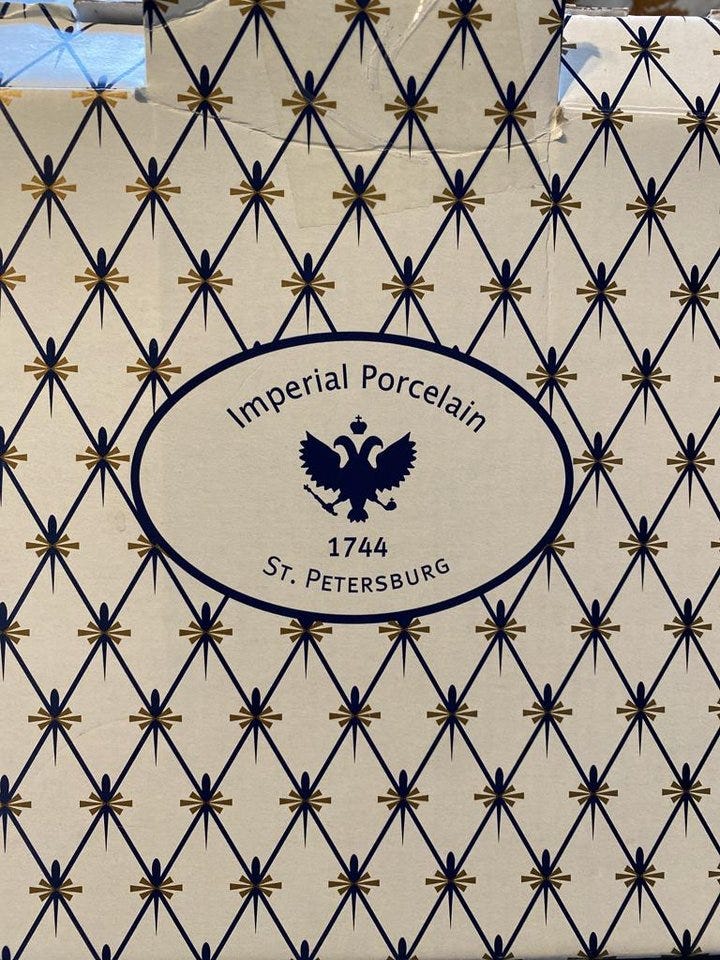 Imperial Porcelain
1744
St. Petersburg